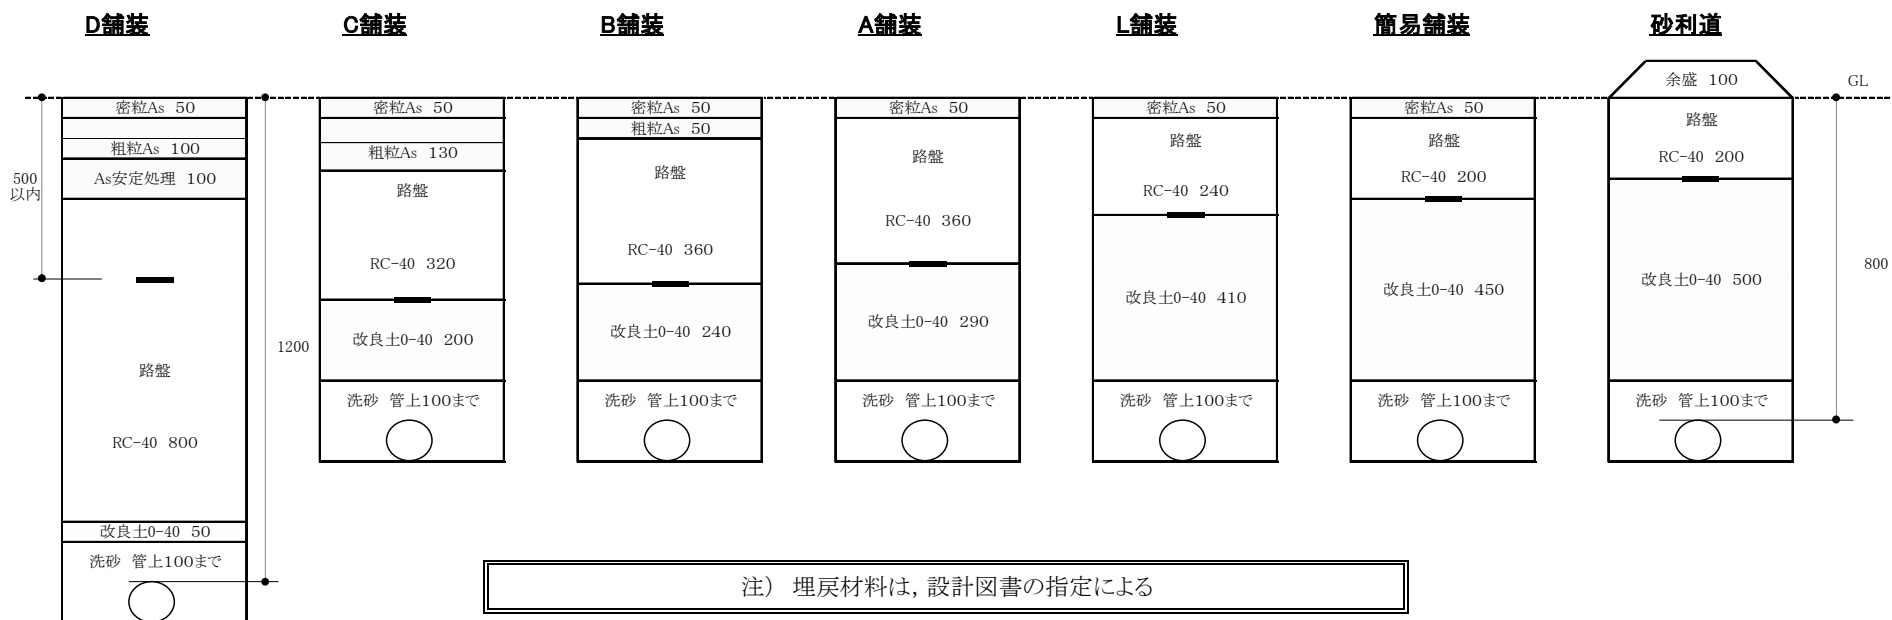 D舗装
C舗装
B舗装
A舗装
L舗装
簡易舗装
砂利道
密粒As 50
粗粒As 100
As安定処理 100
500
以内
路盤
RC-40 800
改良土0-40 50
洗砂 管上100まで
1200
密粒As 50
粗粒As 130
路盤
RC-40 320
改良土0-40 200
洗砂 管上100まで
密粒As 50
粗粒As 50
路盤
RC-40 360
改良土0-40 240
洗砂 管上100まで
密粒As 50
路盤
RC-40 360
改良土0-40 290
洗砂 管上100まで
密粒As 50
路盤
RC-40 240
改良土0-40 410
洗砂 管上100まで
密粒As 50
路盤
RC-40 200
改良土0-40 450
洗砂 管上100まで
余盛 100
GL
路盤
RC-40 200
改良土0-40 500
洗砂 管上100まで
800
注) 埋戻材料は,設計図書の指定による